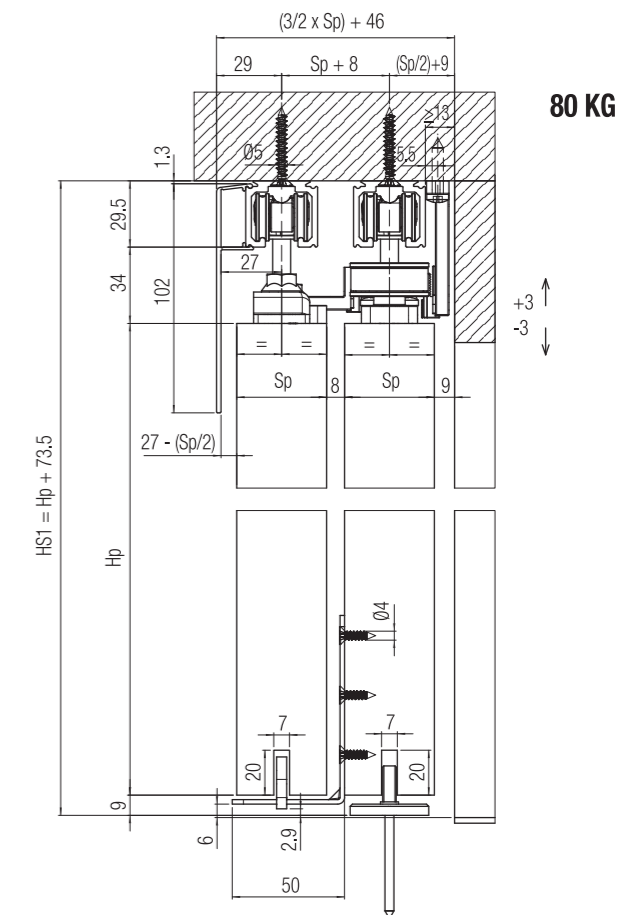 (3/2 x Sp) + 46
29
Sp + 8
(Sp/2)+9
80 KG
≥13
Ø5
5.5
1.3
29.5
27
34
102
+3
-3
= =
= =
Sp
8
Sp
9
27 - (Sp/2)
HS1 = Hp + 73.5
Hp
Ø4
7
7
20
20
9
6
2.9
50